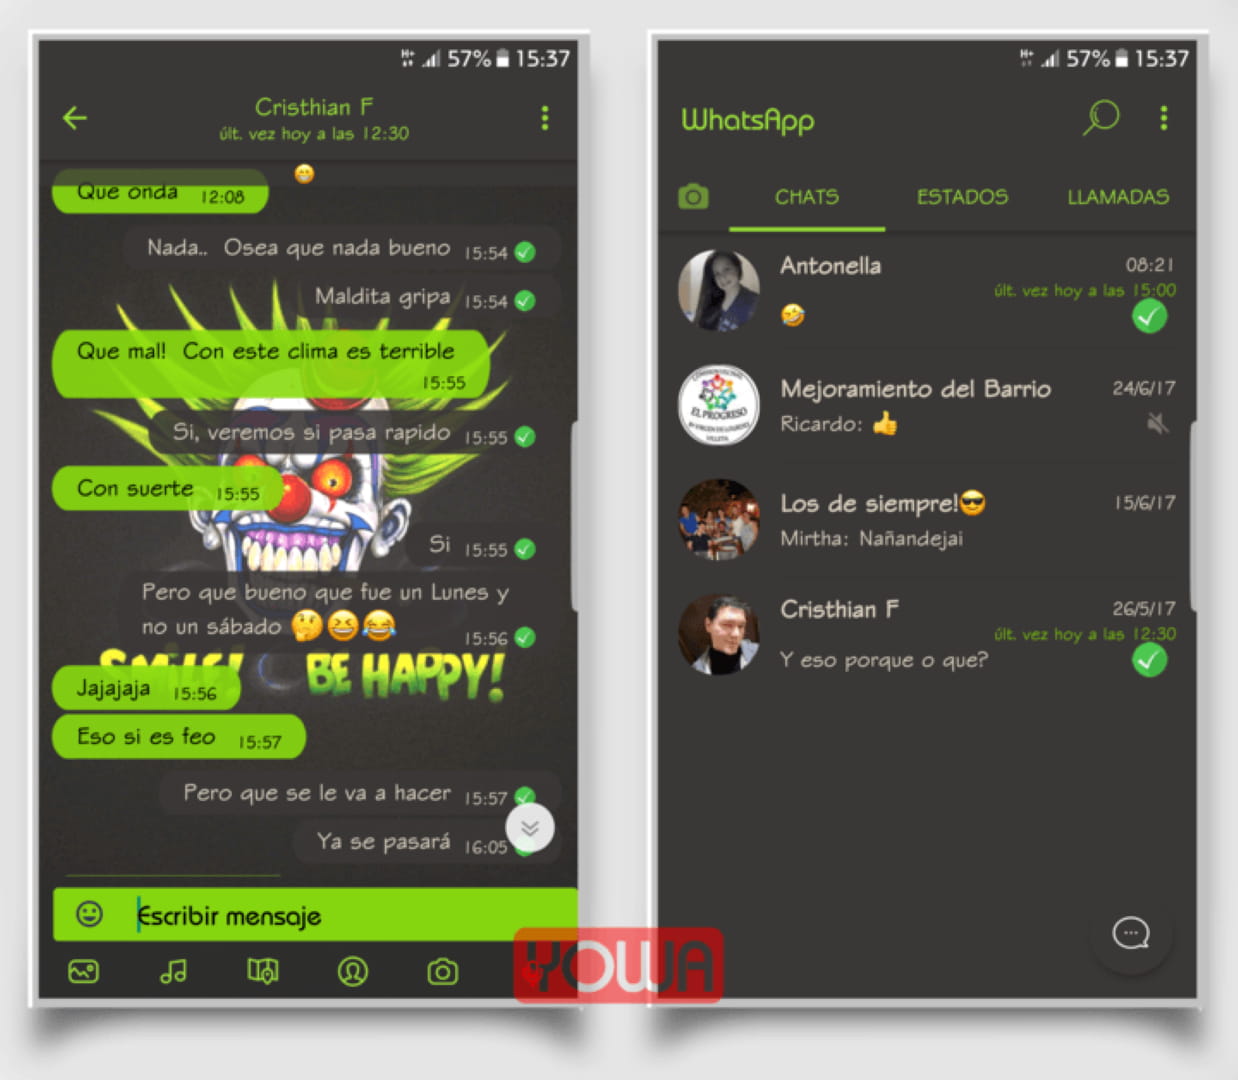 57% 15:37
Cristhian F
últ. vez hoy a las 12:30
Que onda 12:08
Nada.. Osea que nada bueno 15:54
Maldita gripa 15:54
Que mal! Con este clima es terrible
15:55
Si, veremos si pasa rapido 15:55
Con suerte 15:55
Si 15:55
Pero que bueno que fue un Lunes y
no un sábado 15:56
SMILE! BE HAPPY!
Jajajaja 15:56
Eso si es feo 15:57
Pero que se le va a hacer 15:57
Ya se pasará 16:05
Escribir mensaje
YOWA
H+ 57% 15:37
WhatsApp
CHATS ESTADOS LLAMADAS
Antonella 08:21
últ. vez hoy a las 15:00
Mejoramiento del Barrio 24/6/17
Ricardo:
EL PROGRESO
Los de siempre! 15/6/17
Mirtha: Nañandejai
Cristhian F 26/5/17
últ. vez hoy a las 12:30
Y eso porque o que?